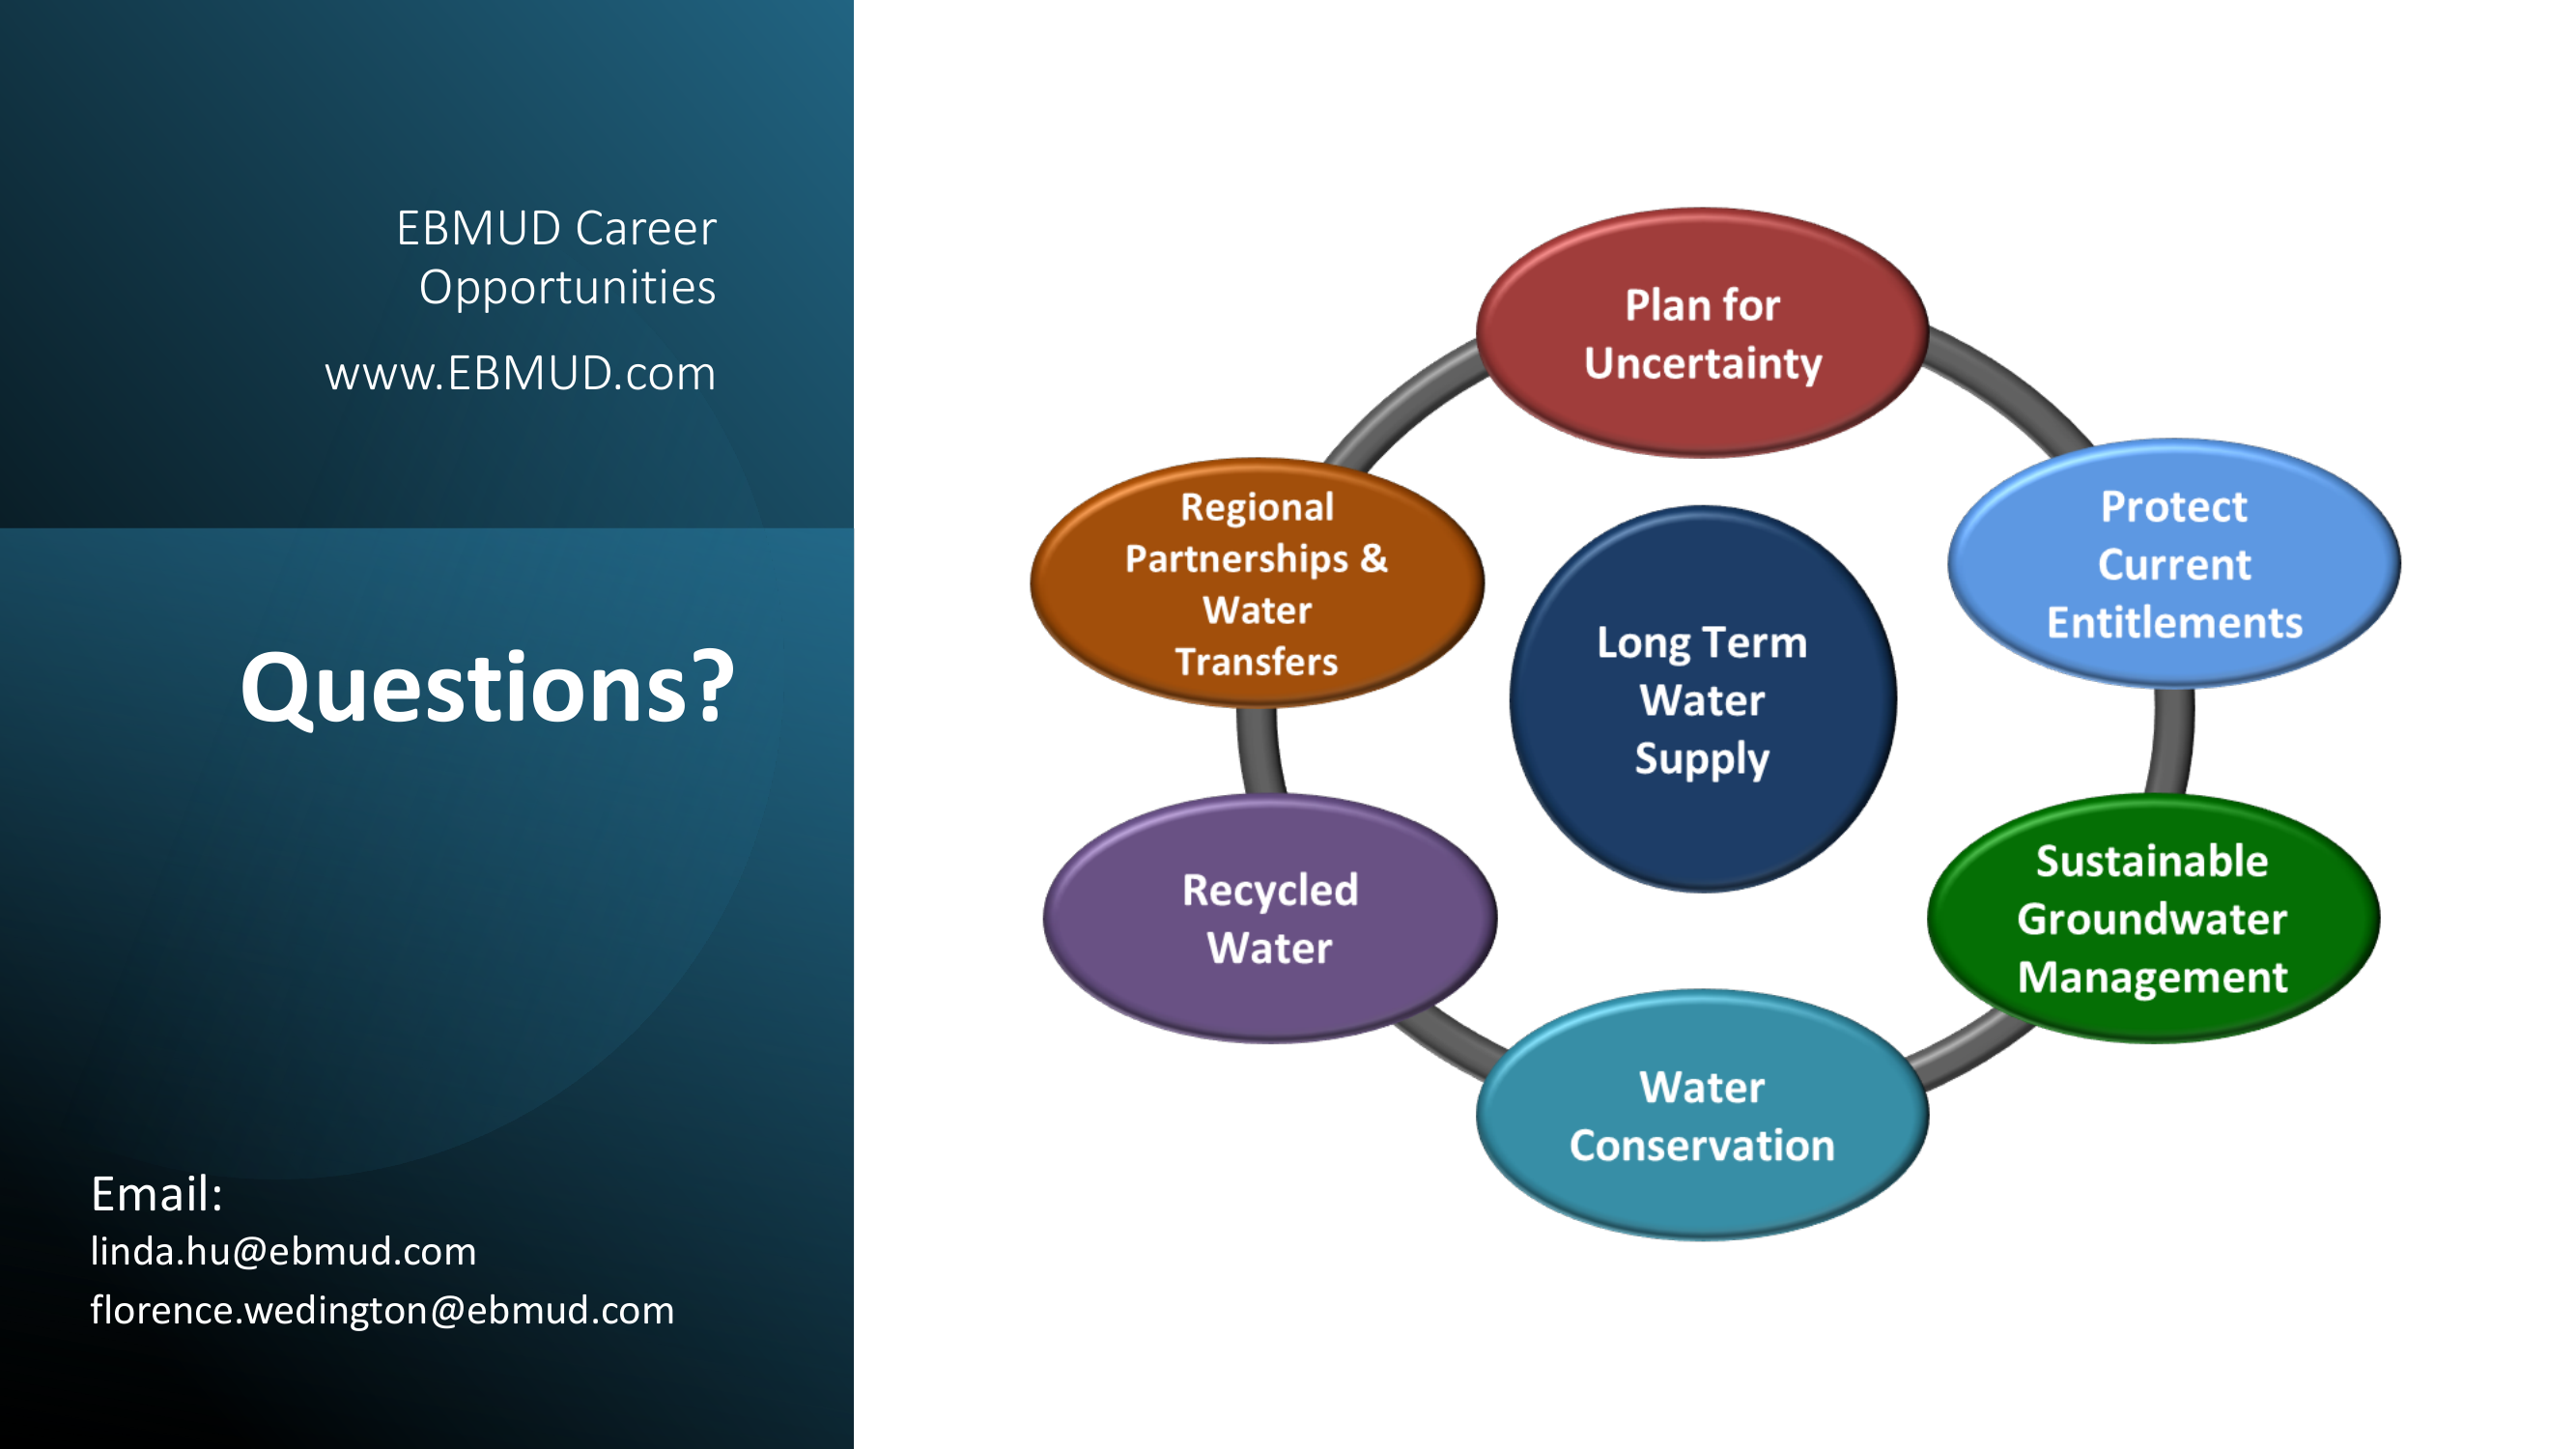 EBMUD Career
Opportunities
www.EBMUD.com
Questions?
Email:
linda.hu@ebmud.com
florence.wedington@ebmud.com
Plan for
Uncertainty
Protect
Current
Entitlements
Sustainable
Groundwater
Management
Water
Conservation
Recycled
Water
Regional
Partnerships &
Water
Transfers
Long Term
Water
Supply